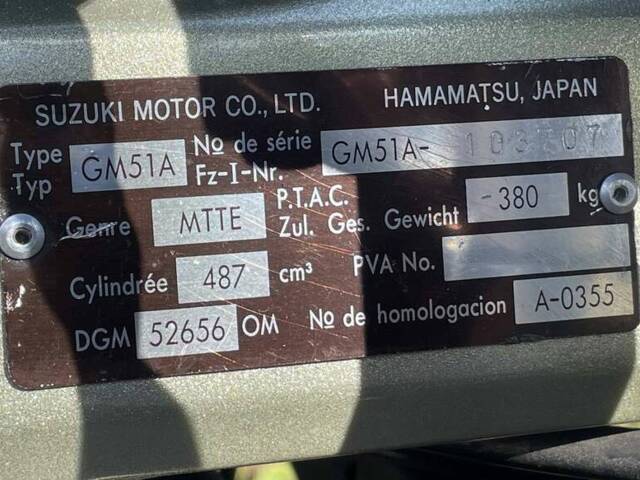 SUZUKI MOTOR CO., LTD. HAMAMATSU, JAPAN
Type Typ GM51A No de série Fz-I-Nr. GM51A-
Genre MTTE P.T.A.C. Zul. Ges. Gewicht -380 kg
Cylindrée 487 cm³ PVA No.
DGM 52656 OM No de homologacion A-0355